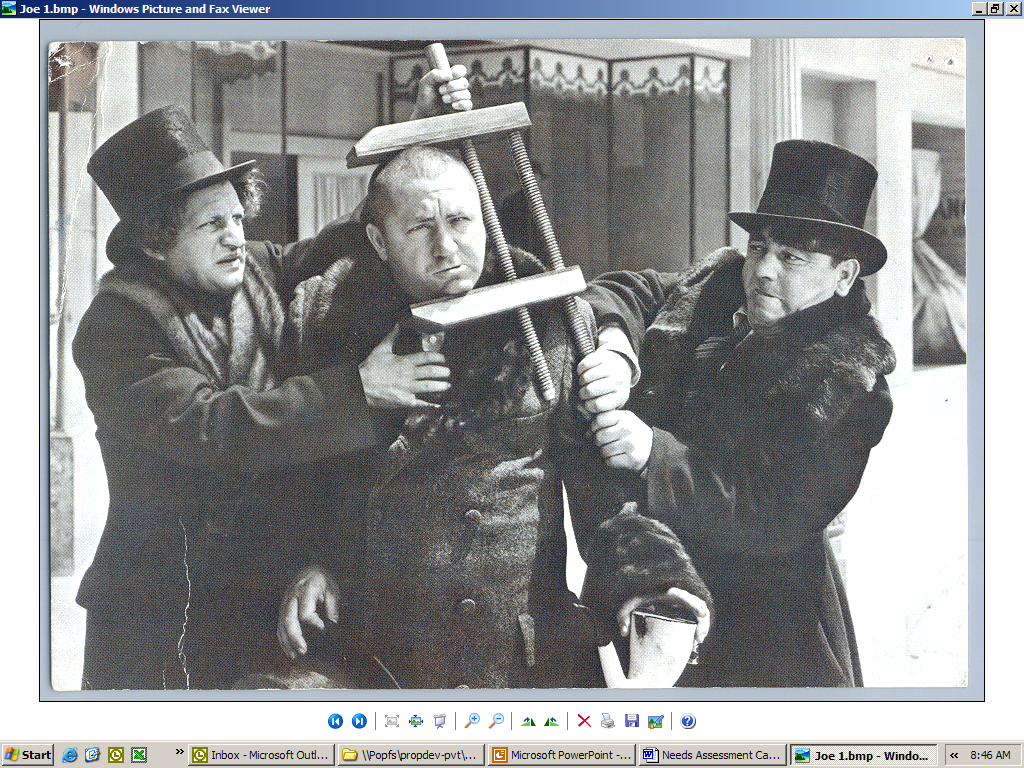 Joe 1.bmp - Windows Picture and Fax Viewer
Start
Inbox - Microsoft Outl...
\\Popfs\propdev-pvt\...
Microsoft PowerPoint -...
Needs Assessment Ca...
Joe 1.bmp - Windo...
8:46 AM